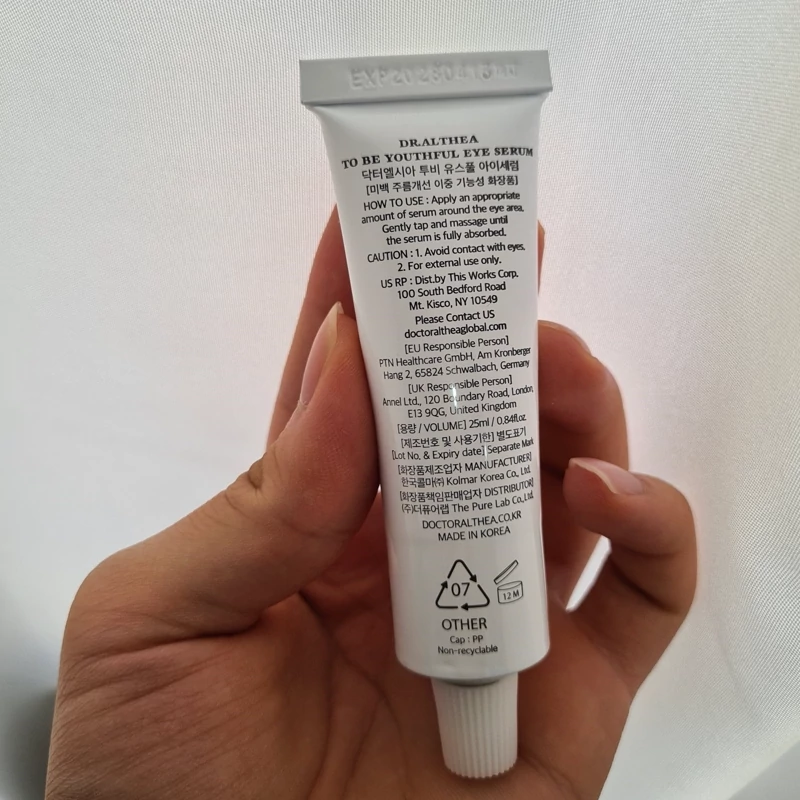 DR.ALTHEA
TO BE YOUTHFUL EYE SERUM
닥터엘시아 투비 유스풀 아이세럼
[미백 주름개선 이중 기능성 화장품]
HOW TO USE : Apply an appropriate
amount of serum around the eye area.
Gently tap and massage until
the serum is fully absorbed.
CAUTION : 1. Avoid contact with eyes.
2. For external use only.
US RP : Dist.by This Works Corp.
100 South Bedford Road
Mt. Kisco, NY 10549
Please Contact US
doctoraltheaglobal.com
[EU Responsible Person]
PTN Healthcare GmbH, Am Kronberger
Hang 2, 65824 Schwalbach, Germany
[UK Responsible Person]
Annel Ltd., 120 Boundary Road, London,
E13 9QG, United Kingdom
[용량 / VOLUME] 25ml / 0.84fl.oz.
[제조번호 및 사용기한] 별도표기
[Lot No. & Expiry date] Separate Mark
[화장품제조업자 MANUFACTURER]
한국콜마㈜ Kolmar Korea Co., Ltd.
[화장품책임판매업자 DISTRIBUTOR]
(주)더퓨어랩 The Pure Lab Co.,Ltd.
DOCTORALTHEA.CO.KR
MADE IN KOREA
07
12 M
OTHER
Cap : PP
Non-recyclable